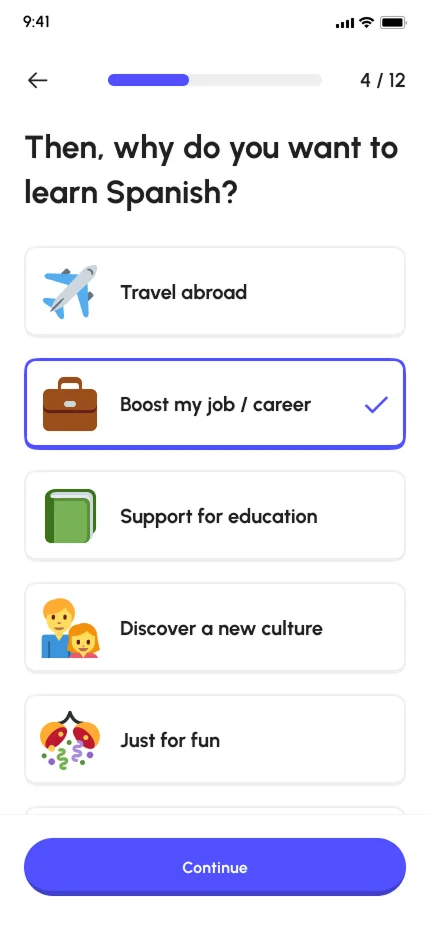 9:41
4 / 12
Then, why do you want to
learn Spanish?
Travel abroad
Boost my job / career
Support for education
Discover a new culture
Just for fun
Continue